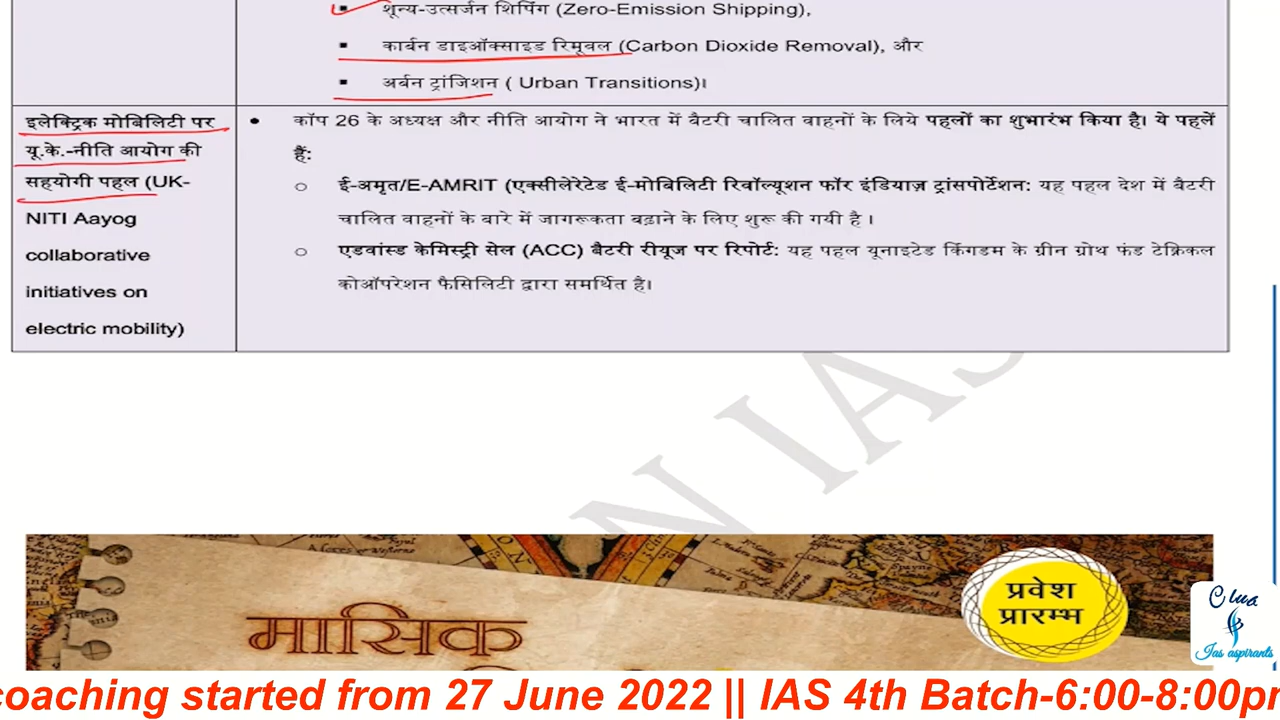 शून्य-उत्सर्जन शिपिंग (Zero-Emission Shipping),
कार्बन डाइऑक्साइड रिमूवल (Carbon Dioxide Removal), और
अर्बन ट्रांजिशन ( Urban Transitions)।
इलेक्ट्रिक मोबिलिटी पर
यू.के.-नीति आयोग की
सहयोगी पहल (UK-
NITI Aayog
collaborative
initiatives on
electric mobility)
कॉप 26 के अध्यक्ष और नीति आयोग ने भारत में बैटरी चालित वाहनों के लिये पहलों का शुभारंभ किया है। ये पहलें
हैं:
ई-अमृत/E-AMRIT (एक्सीलेरेटेड ई-मोबिलिटी रिवॉल्यूशन फॉर इंडियाज़ ट्रांसपोर्टेशन: यह पहल देश में बैटरी
चालित वाहनों के बारे में जागरूकता बढ़ाने के लिए शुरू की गयी है ।
एडवांस्ड केमिस्ट्री सेल (ACC) बैटरी रीयूज पर रिपोर्ट: यह पहल यूनाइटेड किंगडम के ग्रीन ग्रोथ फंड टेक्निकल
कोऑपरेशन फैसिलिटी द्वारा समर्थित है।
N IAS
प्रवेश
प्रारम्भ
मासिक
Ias aspirants
coaching started from 27 June 2022 || IAS 4th Batch-6:00-8:00pm